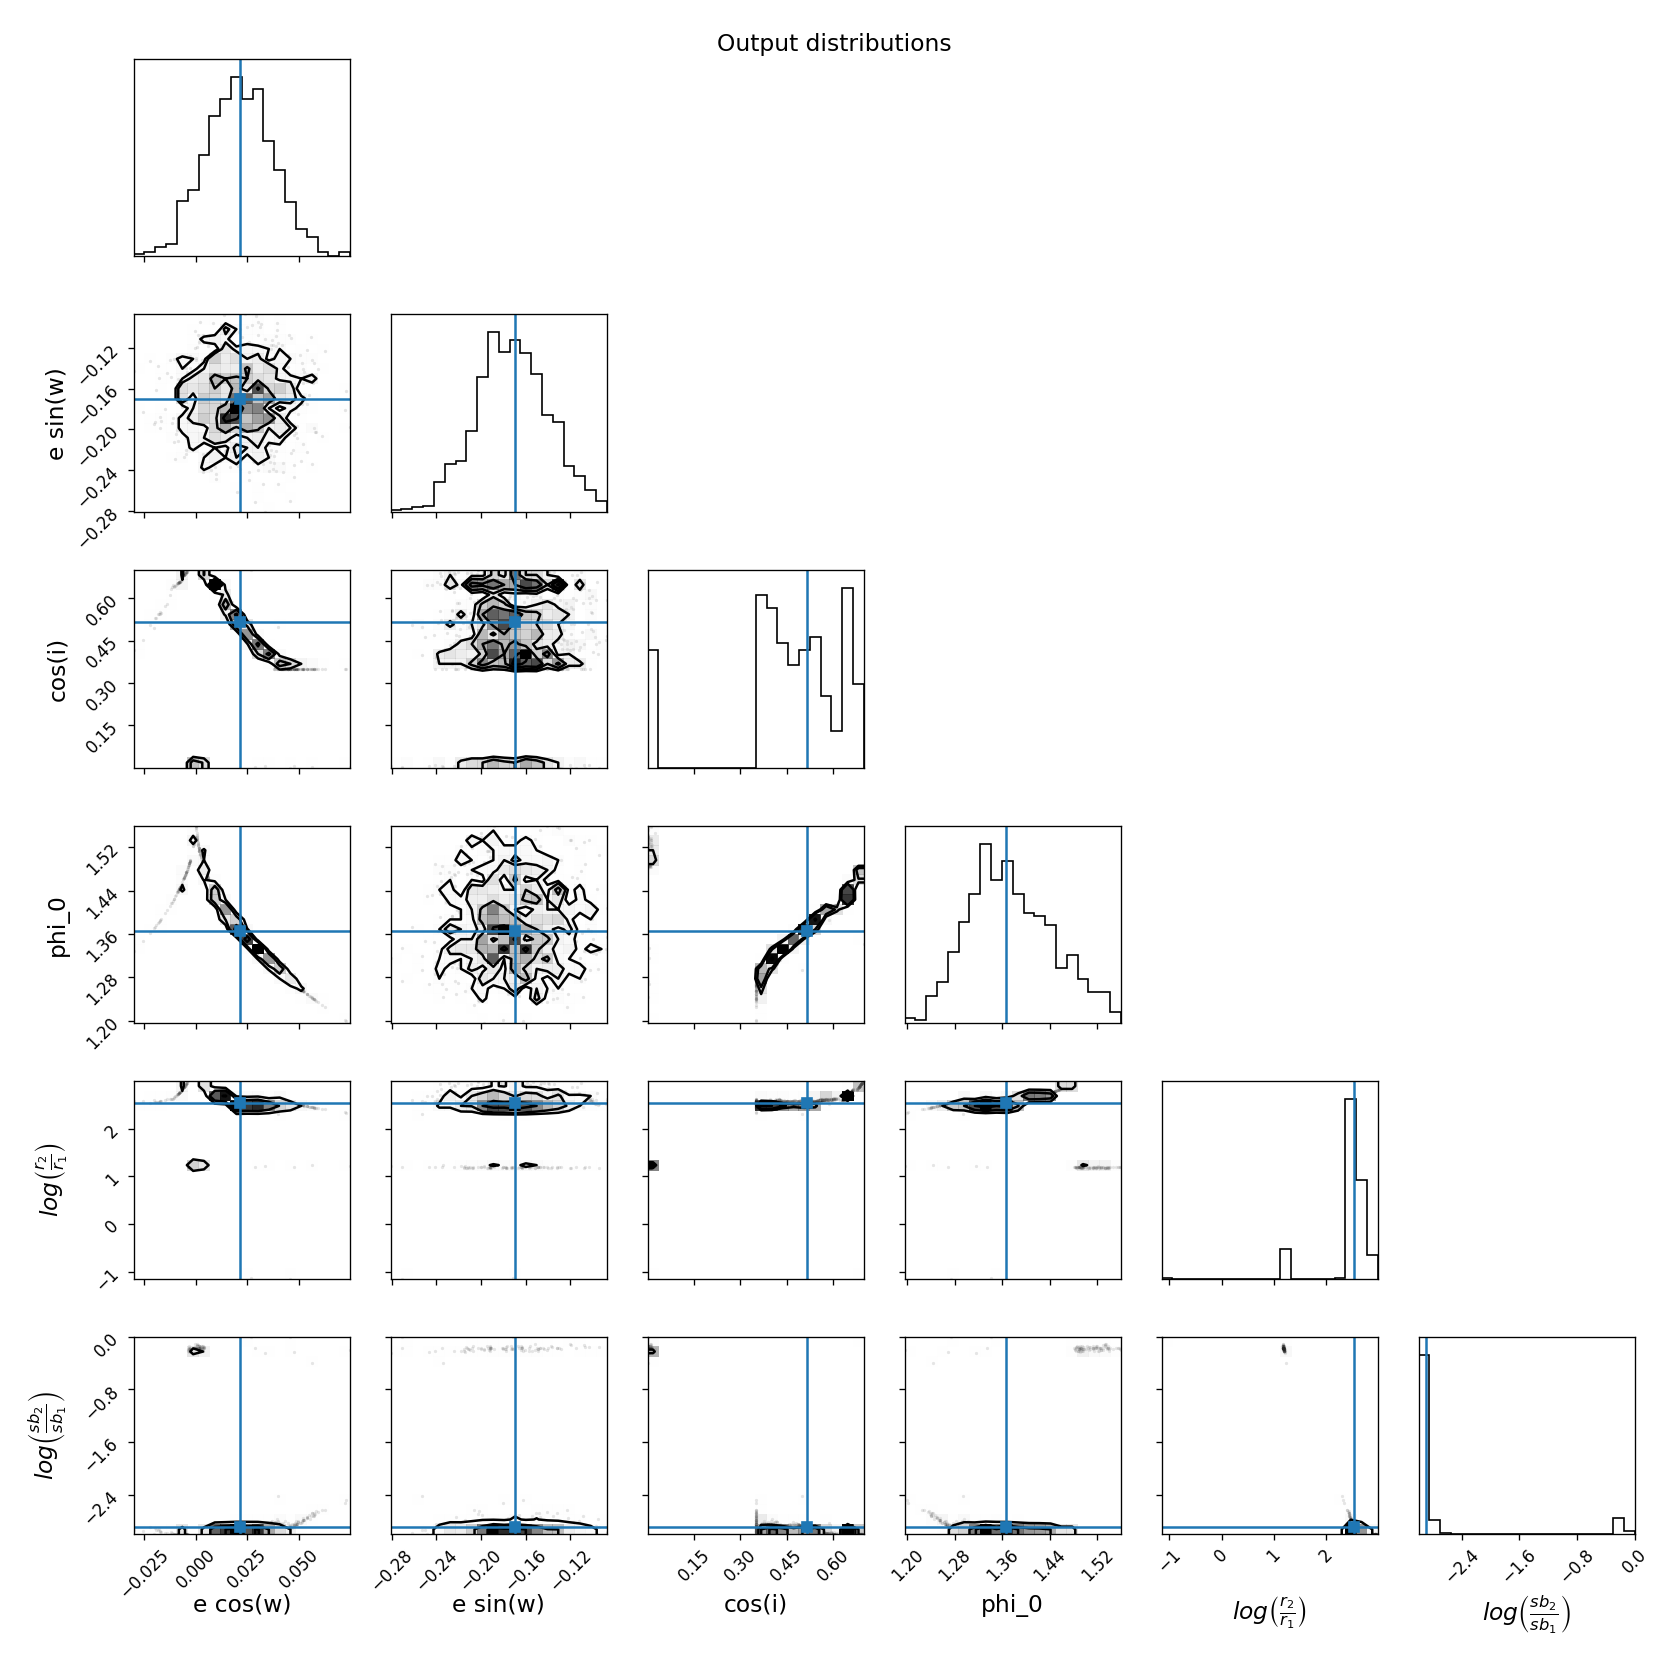 Output distributions
e sin(w)
−0.12
−0.16
−0.20
−0.24
−0.28
cos(i)
0.60
0.45
0.30
0.15
phi_0
1.52
1.44
1.36
1.28
1.20
log(r₂/r₁)
2
1
0
−1
log(sb₂/sb₁)
0.0
−0.8
−1.6
−2.4
−0.025 0.000 0.025 0.050
−0.28 −0.24 −0.20 −0.16 −0.12
0.15 0.30 0.45 0.60
1.20 1.28 1.36 1.44 1.52
−1 0 1 2
−2.4 −1.6 −0.8 0.0
e cos(w)
e sin(w)
cos(i)
phi_0
log(r₂/r₁)
log(sb₂/sb₁)